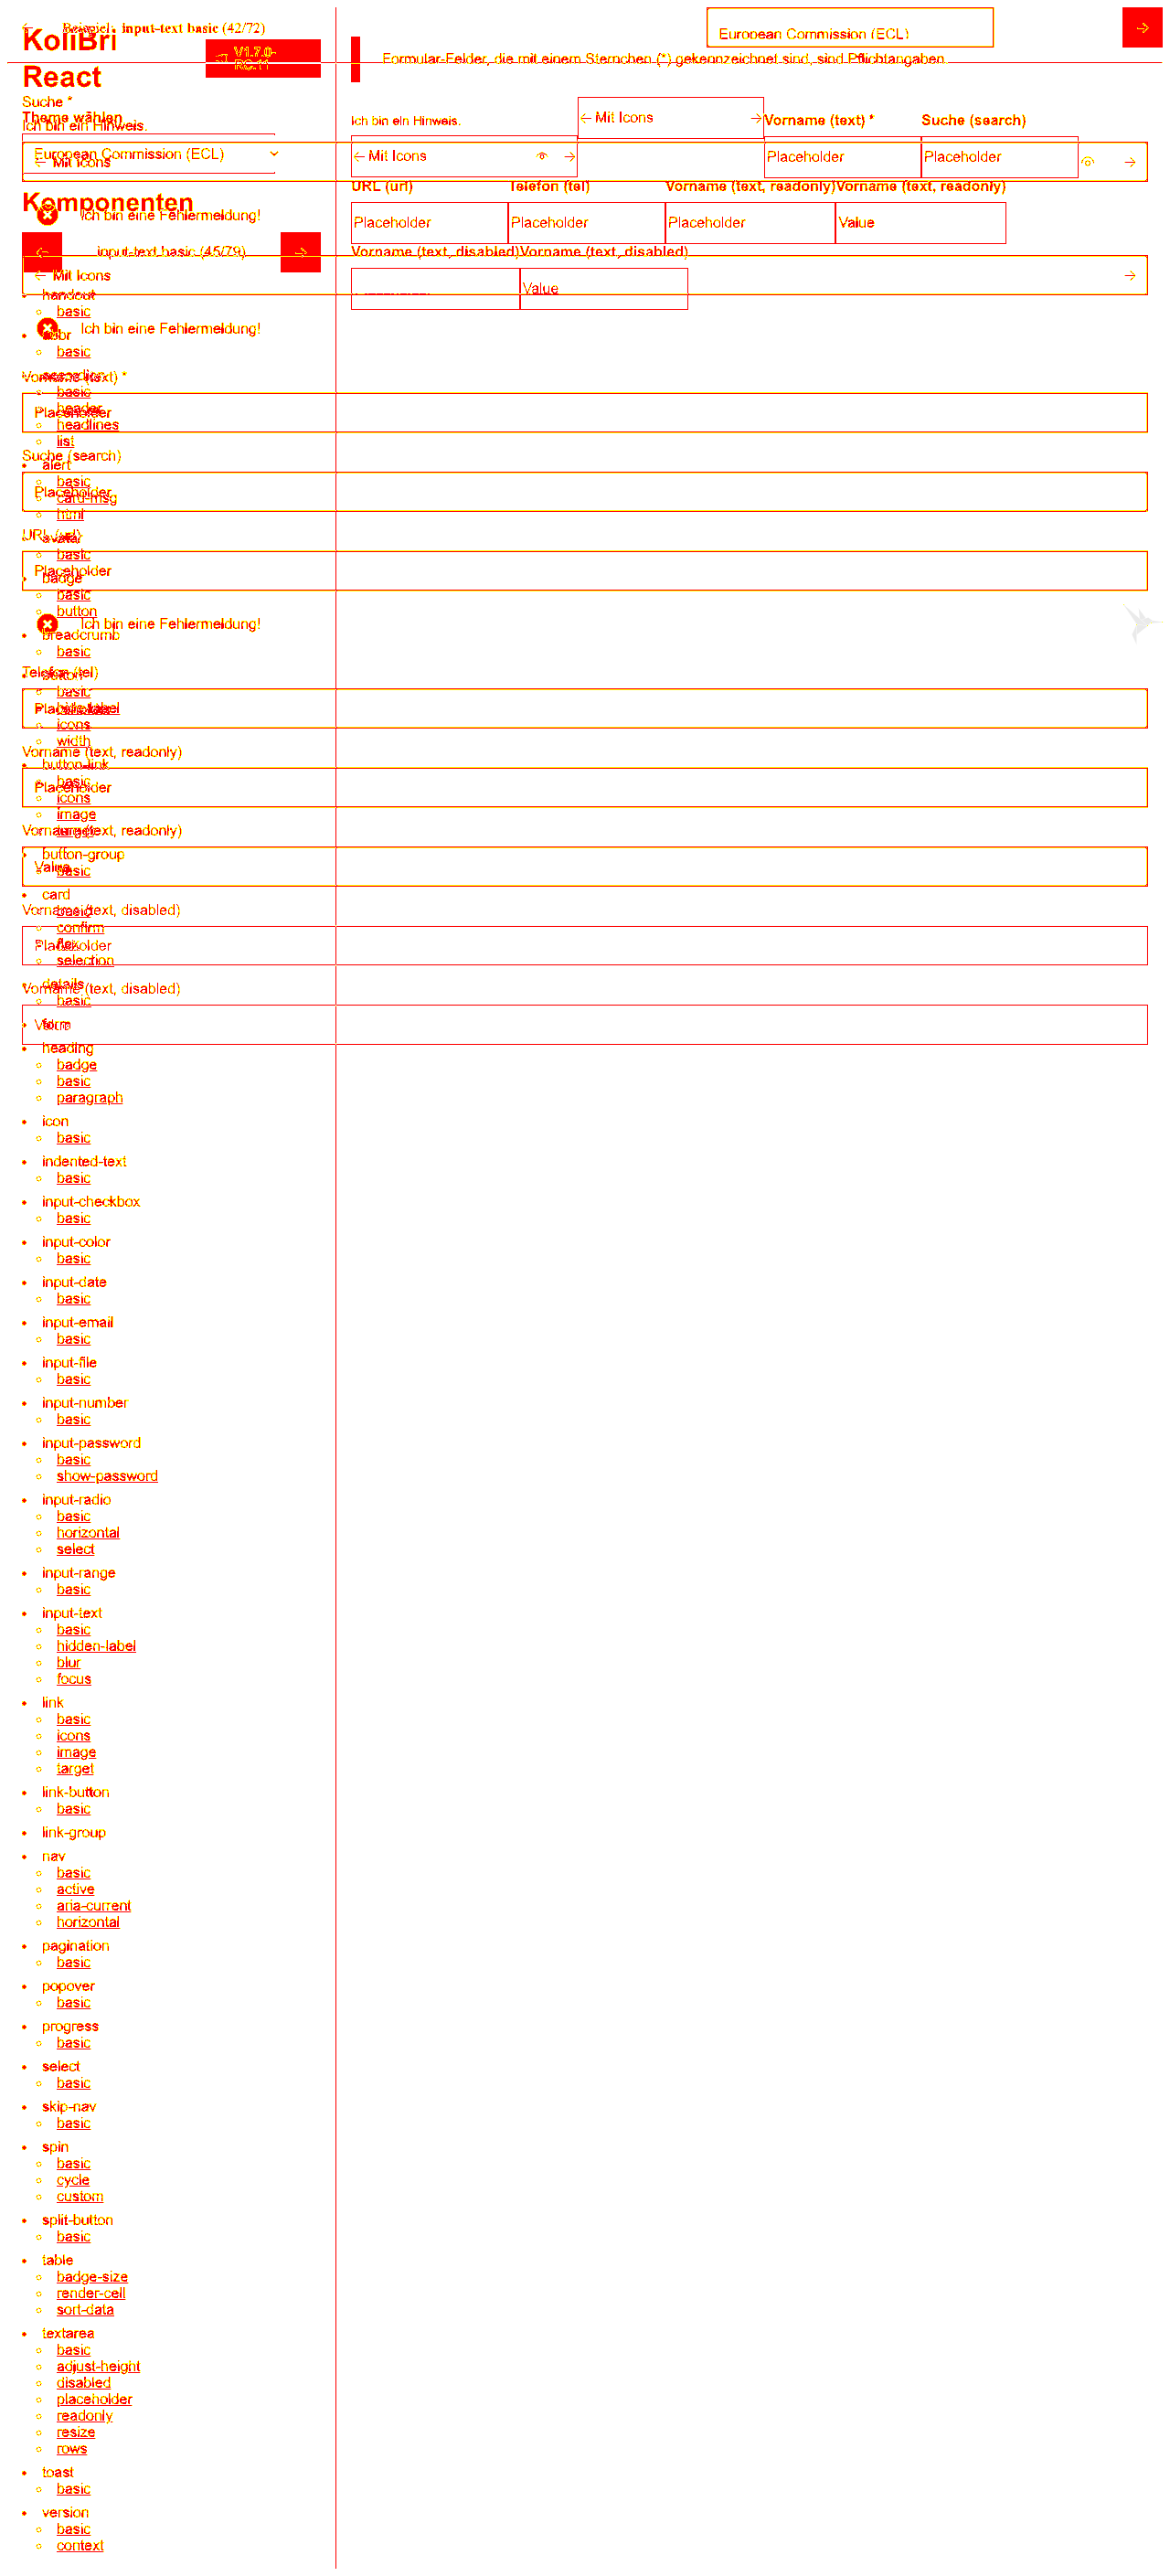 Beispiel: input-text basic (42/72)
KoliBri
European Commission (ECL)
V1.7.0-
RC.11
Formular-Felder, die mit einem Sternchen (*) gekennzeichnet sind, sind Pflichtangaben.
React
Suche *
Theme wählen
Ich bin ein Hinweis.
Ich bin ein Hinweis.
← Mit Icons →
Vorname (text) *
Suche (search)
European Commission (ECL)
← Mit Icons
← Mit Icons →
Placeholder
Placeholder
URL (url)
Telefon (tel)
Vorname (text, readonly)
Vorname (text, readonly)
Komponenten
Ich bin eine Fehlermeldung!
Placeholder
Placeholder
Placeholder
Value
input-text basic (45/79)
Vorname (text, disabled)
Vorname (text, disabled)
← Mit Icons →
Value
handout
basic
Ich bin eine Fehlermeldung!
basic
Vorname (text) *
basic
header
Placeholder
headlines
list
Suche (search)
alert
basic
Placeholder
card-msg
html
URL (url)
avatar
basic
Placeholder
badge
basic
button
Ich bin eine Fehlermeldung!
breadcrumb
basic
Telefon (tel)
button
basic
Placeholder
hide-label
icons
width
Vorname (text, readonly)
button-link
basic
Placeholder
icons
image
Vorname (text, readonly)
target
button-group
Value
basic
card
Vorname (text, disabled)
basic
confirm
Placeholder
selection
details
Vorname (text, disabled)
basic
form
Value
heading
badge
basic
paragraph
icon
basic
indented-text
basic
input-checkbox
basic
input-color
basic
input-date
basic
input-email
basic
input-file
basic
input-number
basic
input-password
basic
show-password
input-radio
basic
horizontal
select
input-range
basic
input-text
basic
hidden-label
blur
focus
link
basic
icons
image
target
link-button
basic
link-group
nav
basic
active
aria-current
horizontal
pagination
basic
popover
basic
progress
basic
select
basic
skip-nav
basic
spin
basic
cycle
custom
split-button
basic
table
badge-size
render-cell
sort-data
textarea
basic
adjust-height
disabled
placeholder
readonly
resize
rows
toast
basic
version
basic
context